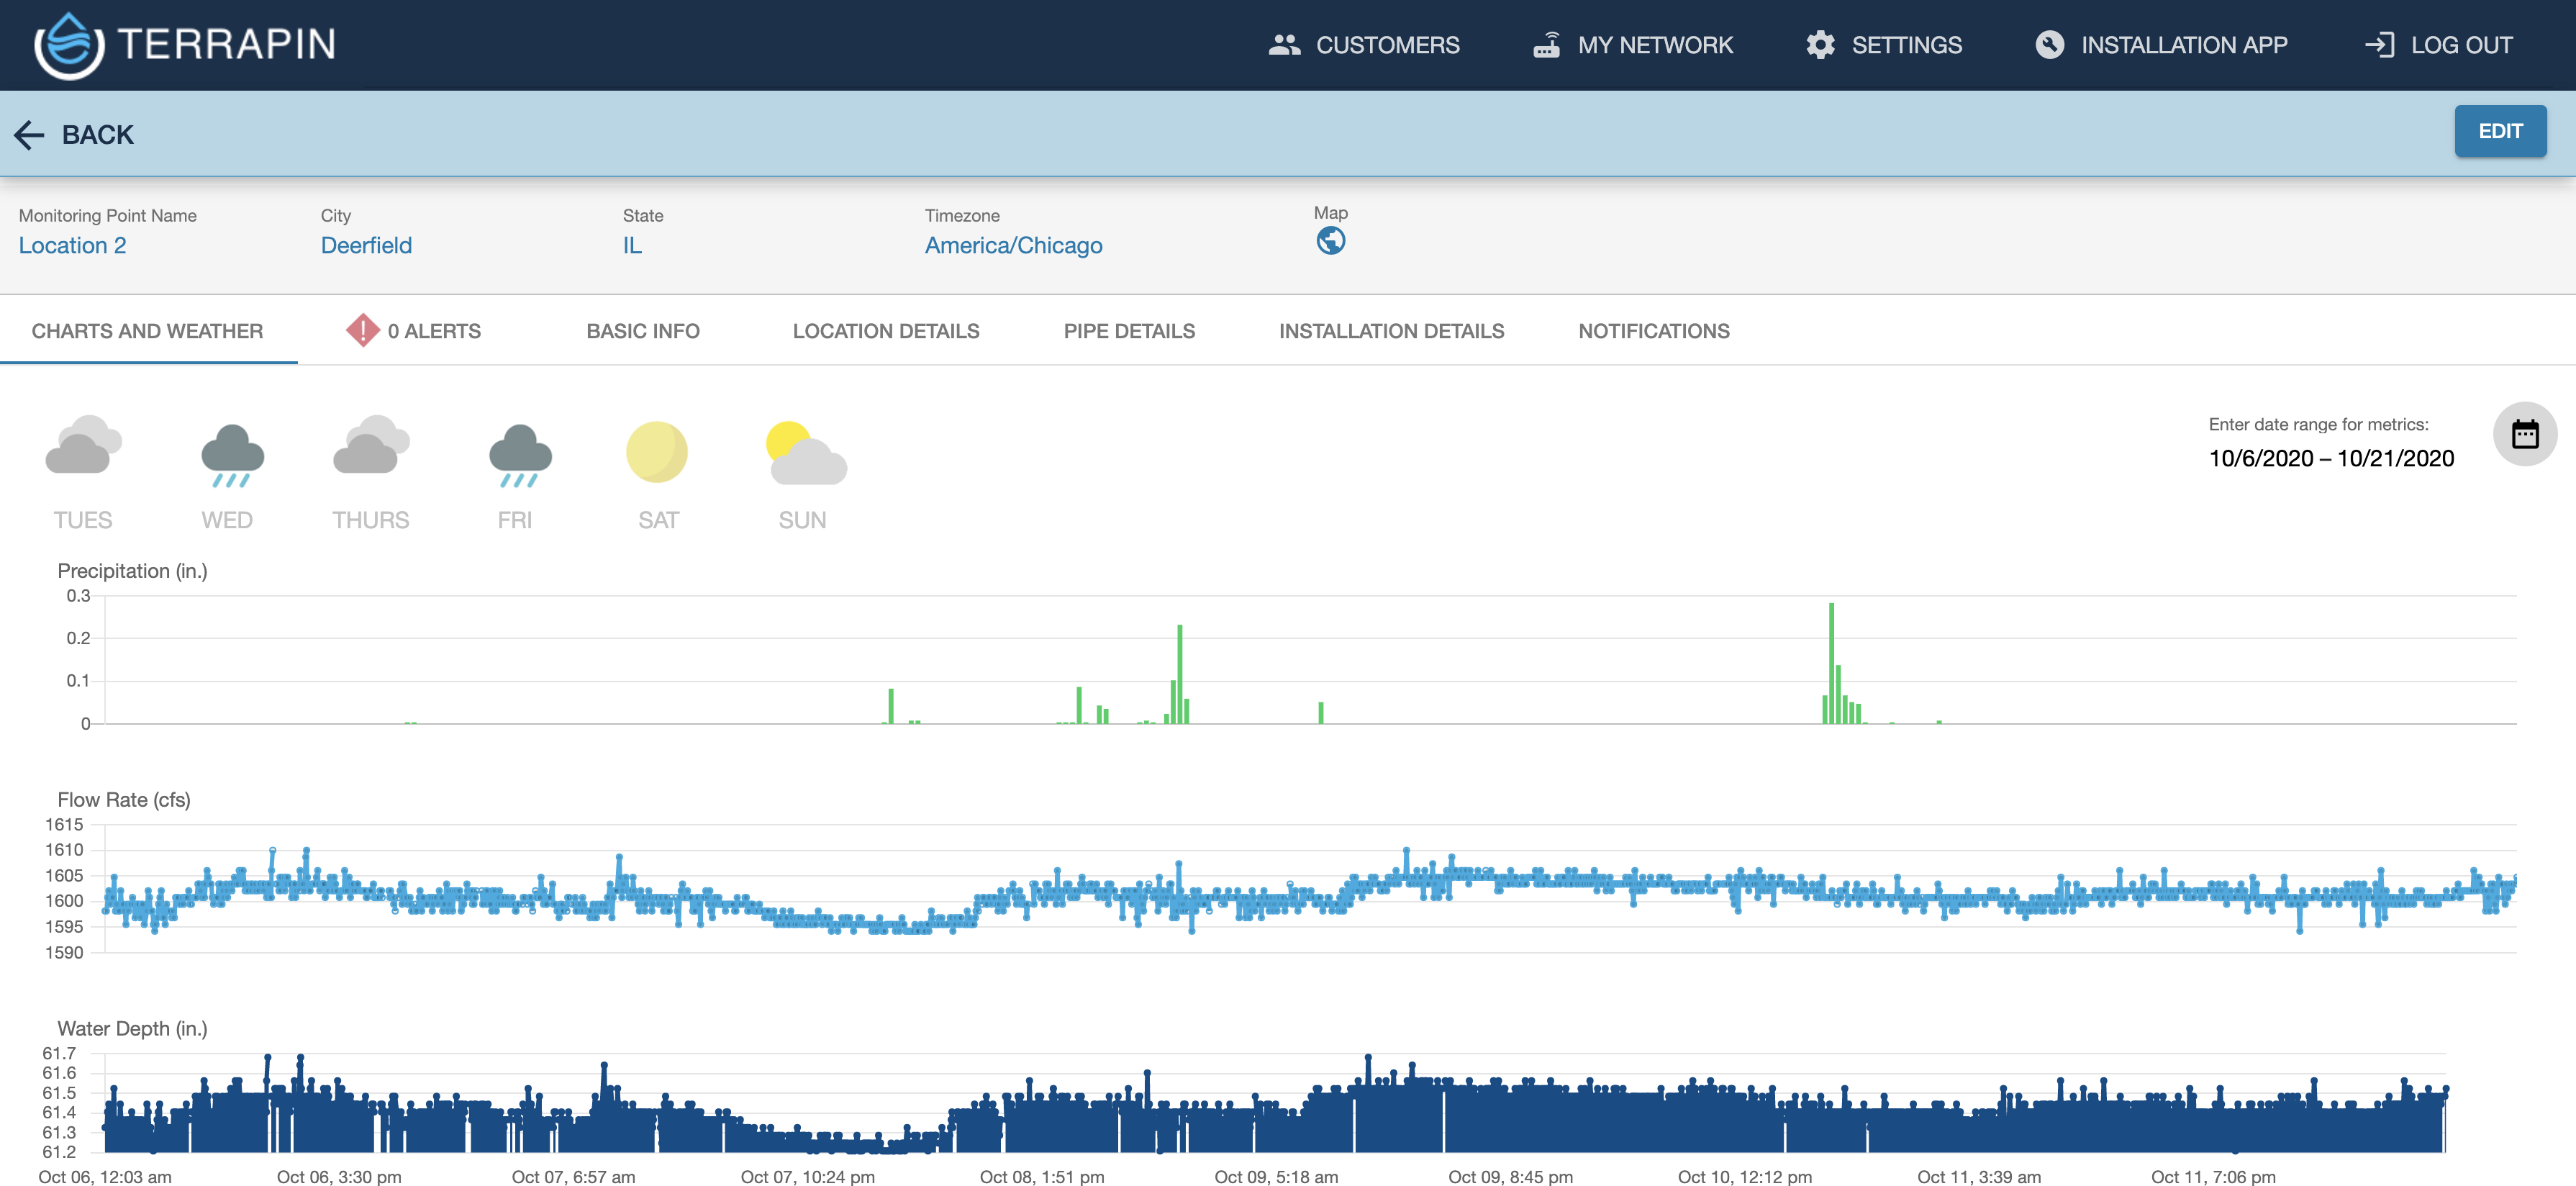 TERRAPIN
CUSTOMERS
MY NETWORK
SETTINGS
INSTALLATION APP
LOG OUT
BACK
EDIT
Monitoring Point Name
Location 2
City
Deerfield
State
IL
Timezone
America/Chicago
Map
CHARTS AND WEATHER
0 ALERTS
BASIC INFO
LOCATION DETAILS
PIPE DETAILS
INSTALLATION DETAILS
NOTIFICATIONS
TUES
WED
THURS
FRI
SAT
SUN
Enter date range for metrics:
10/6/2020 – 10/21/2020
Precipitation (in.)
0.3
0.2
0.1
0
Flow Rate (cfs)
1615
1610
1605
1600
1595
1590
Water Depth (in.)
61.7
61.6
61.5
61.4
61.3
61.2
Oct 06, 12:03 am
Oct 06, 3:30 pm
Oct 07, 6:57 am
Oct 07, 10:24 pm
Oct 08, 1:51 pm
Oct 09, 5:18 am
Oct 09, 8:45 pm
Oct 10, 12:12 pm
Oct 11, 3:39 am
Oct 11, 7:06 pm